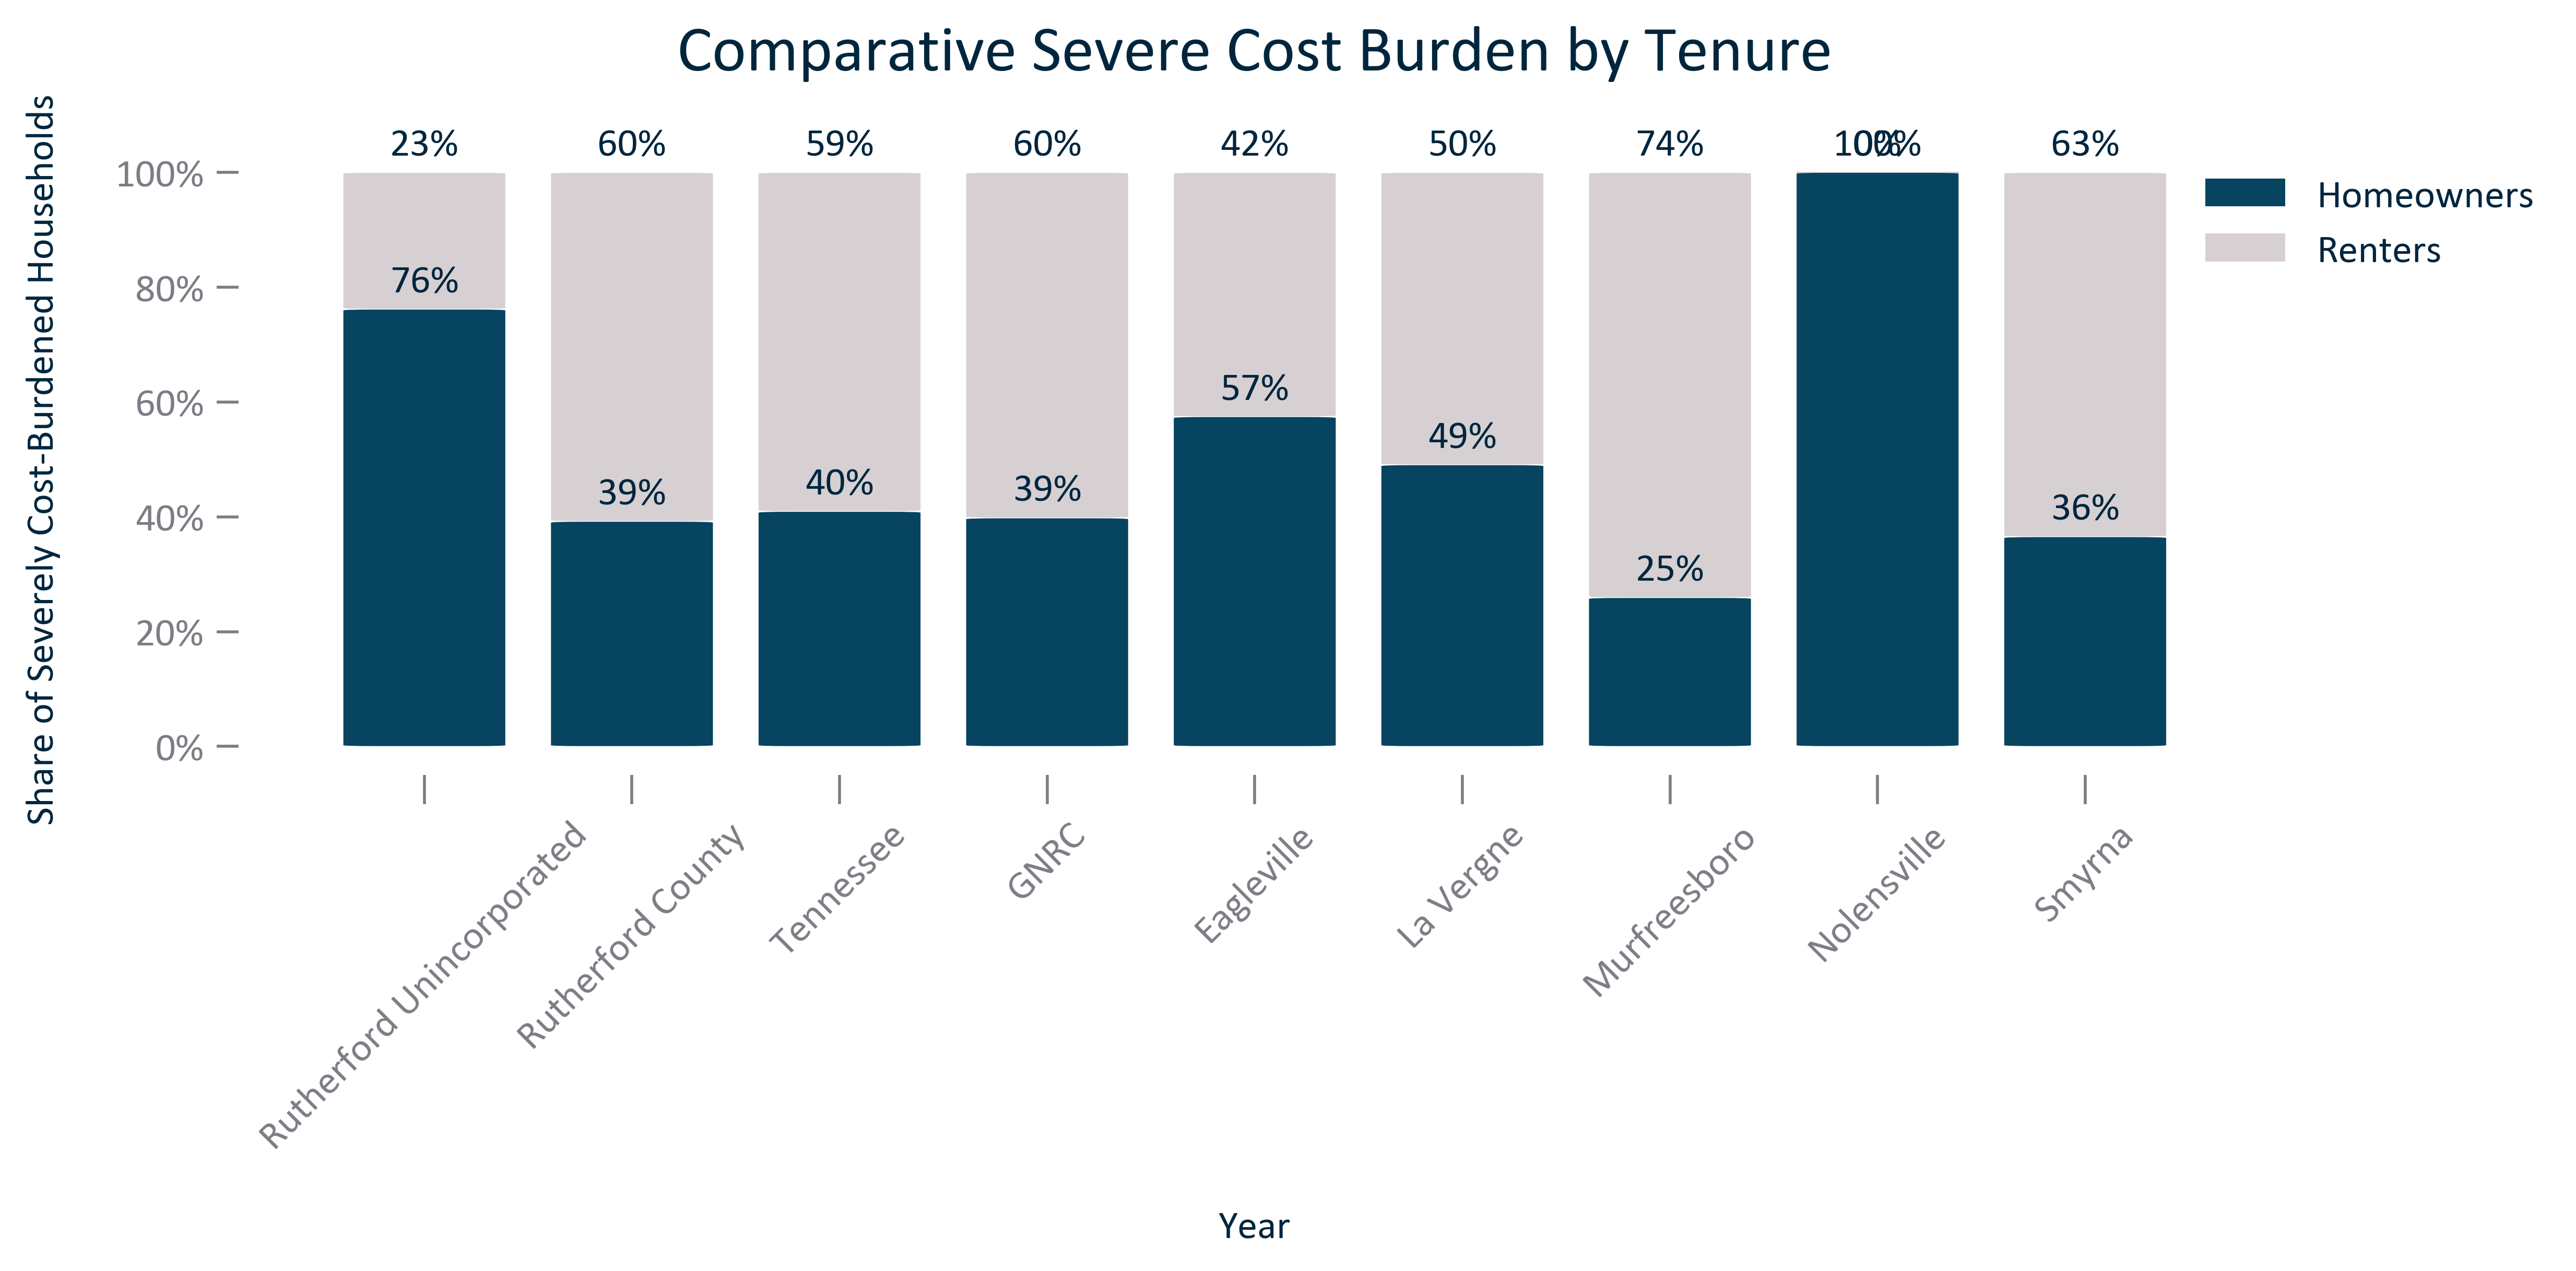 Comparative Severe Cost Burden by Tenure
Share of Severely Cost-Burdened Households
23% 60% 59% 60% 42% 50% 74% 100% 0% 63%
100%
80%
60%
40%
20%
0%
76% 39% 40% 39% 57% 49% 25% 36%
Homeowners
Renters
Rutherford Unincorporated
Rutherford County
Tennessee
GNRC
Eagleville
La Vergne
Murfreesboro
Nolensville
Smyrna
Year